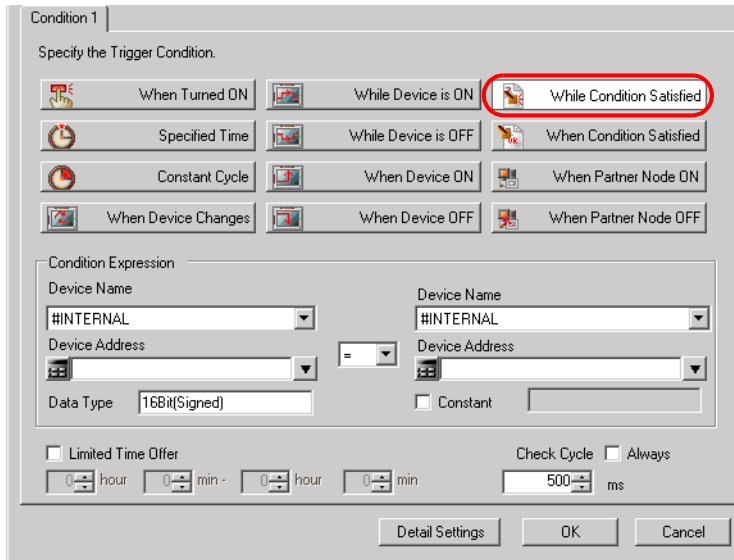 Condition 1
Specify the Trigger Condition.
When Turned ON While Device is ON While Condition Satisfied
Specified Time While Device is OFF When Condition Satisfied
OK
Constant Cycle When Device ON When Partner Node ON
When Device Changes When Device OFF When Partner Node OFF
Condition Expression
Device Name Device Name
#INTERNAL #INTERNAL
Device Address = Device Address
Data Type 16Bit(Signed) Constant
Limited Time Offer Check Cycle Always
0 hour 0 min - 0 hour 0 min 500 ms
Detail Settings OK Cancel